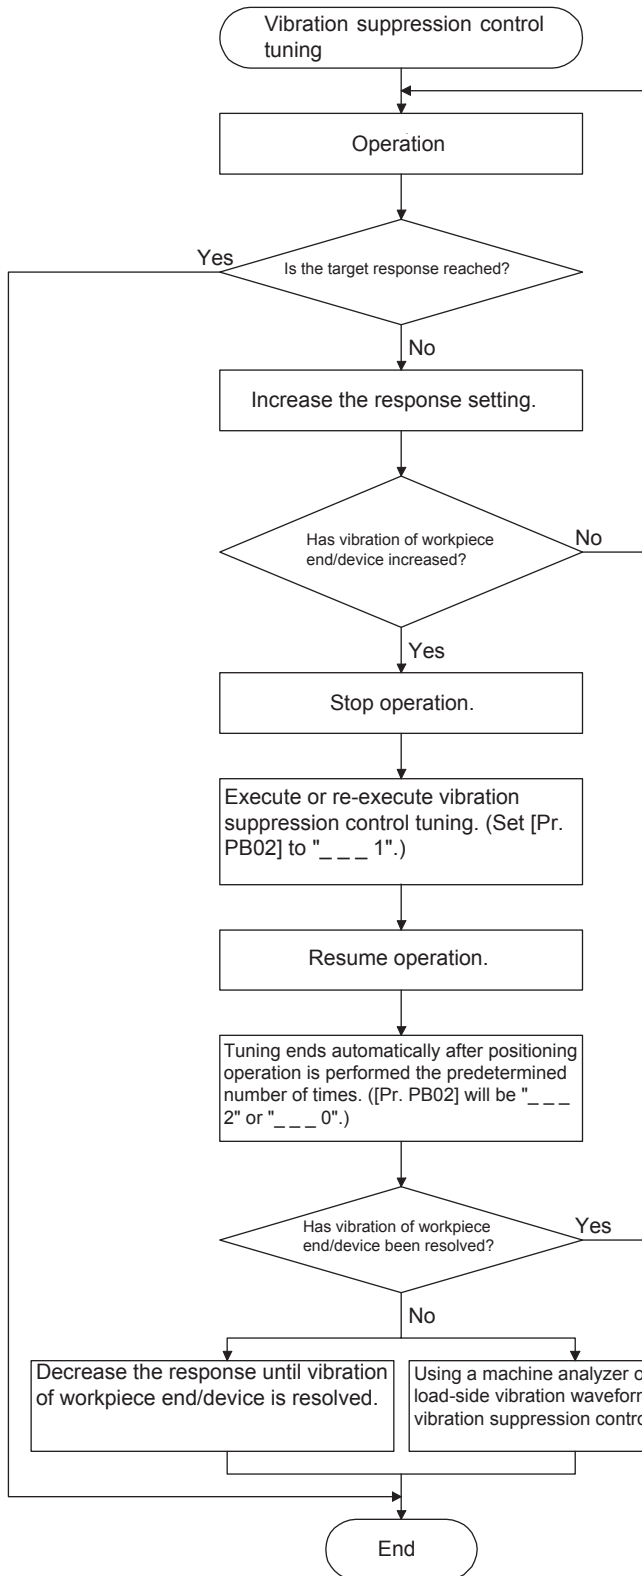 Vibration suppression control
tuning
Operation
Yes
Is the target response reached?
No
Increase the response setting.
Has vibration of workpiece
end/device increased?
No
Yes
Stop operation.
Execute or re-execute vibration
suppression control tuning. (Set [Pr.
PB02] to "_ _ _ 1".)
Resume operation.
Tuning ends automatically after positioning
operation is performed the predetermined
number of times. ([Pr. PB02] will be "_ _ _
2" or "_ _ _ 0".)
Has vibration of workpiece
end/device been resolved?
Yes
No
Decrease the response until vibration
of workpiece end/device is resolved.
Using a machine analyzer
load-side vibration
vibration suppression
End